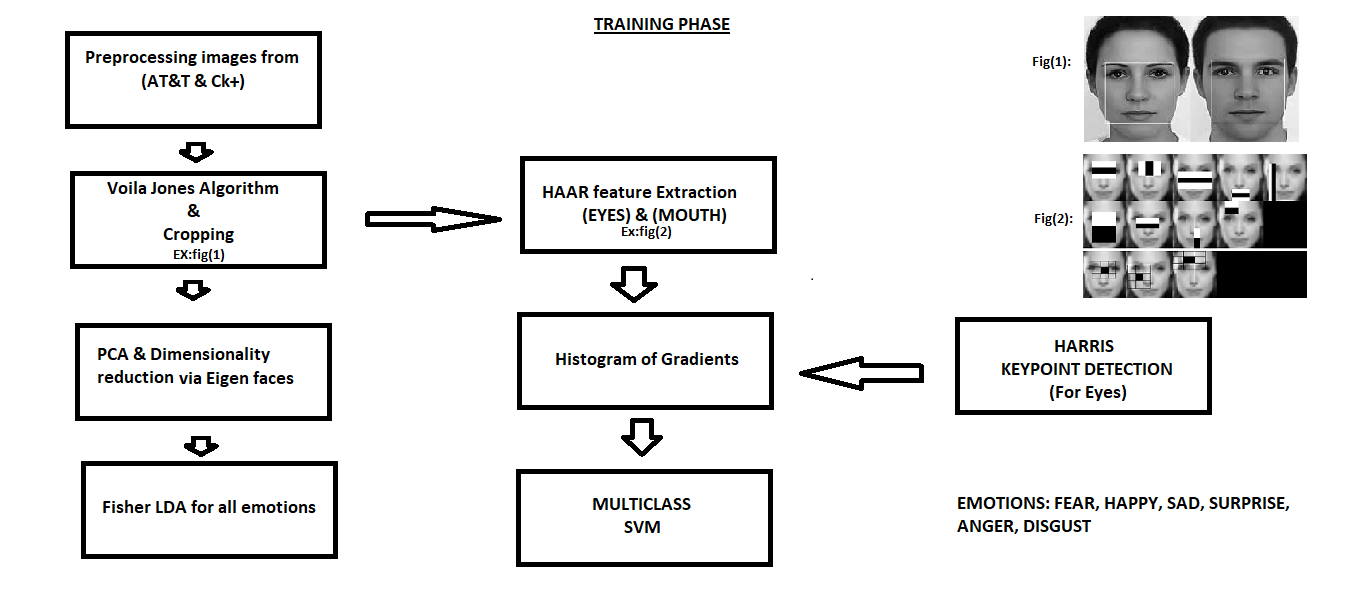 TRAINING PHASE
Preprocessing images from
(AT&T & Ck+)
Voila Jones Algorithm
&
Cropping
EX:fig(1)
PCA & Dimensionality
reduction via Eigen faces
Fisher LDA for all emotions
HAAR feature Extraction
(EYES) & (MOUTH)
Ex:fig(2)
Histogram of Gradients
MULTICLASS
SVM
Fig(1):
Fig(2):
HARRIS
KEYPOINT DETECTION
(For Eyes)
EMOTIONS: FEAR, HAPPY, SAD, SURPRISE,
ANGER, DISGUST